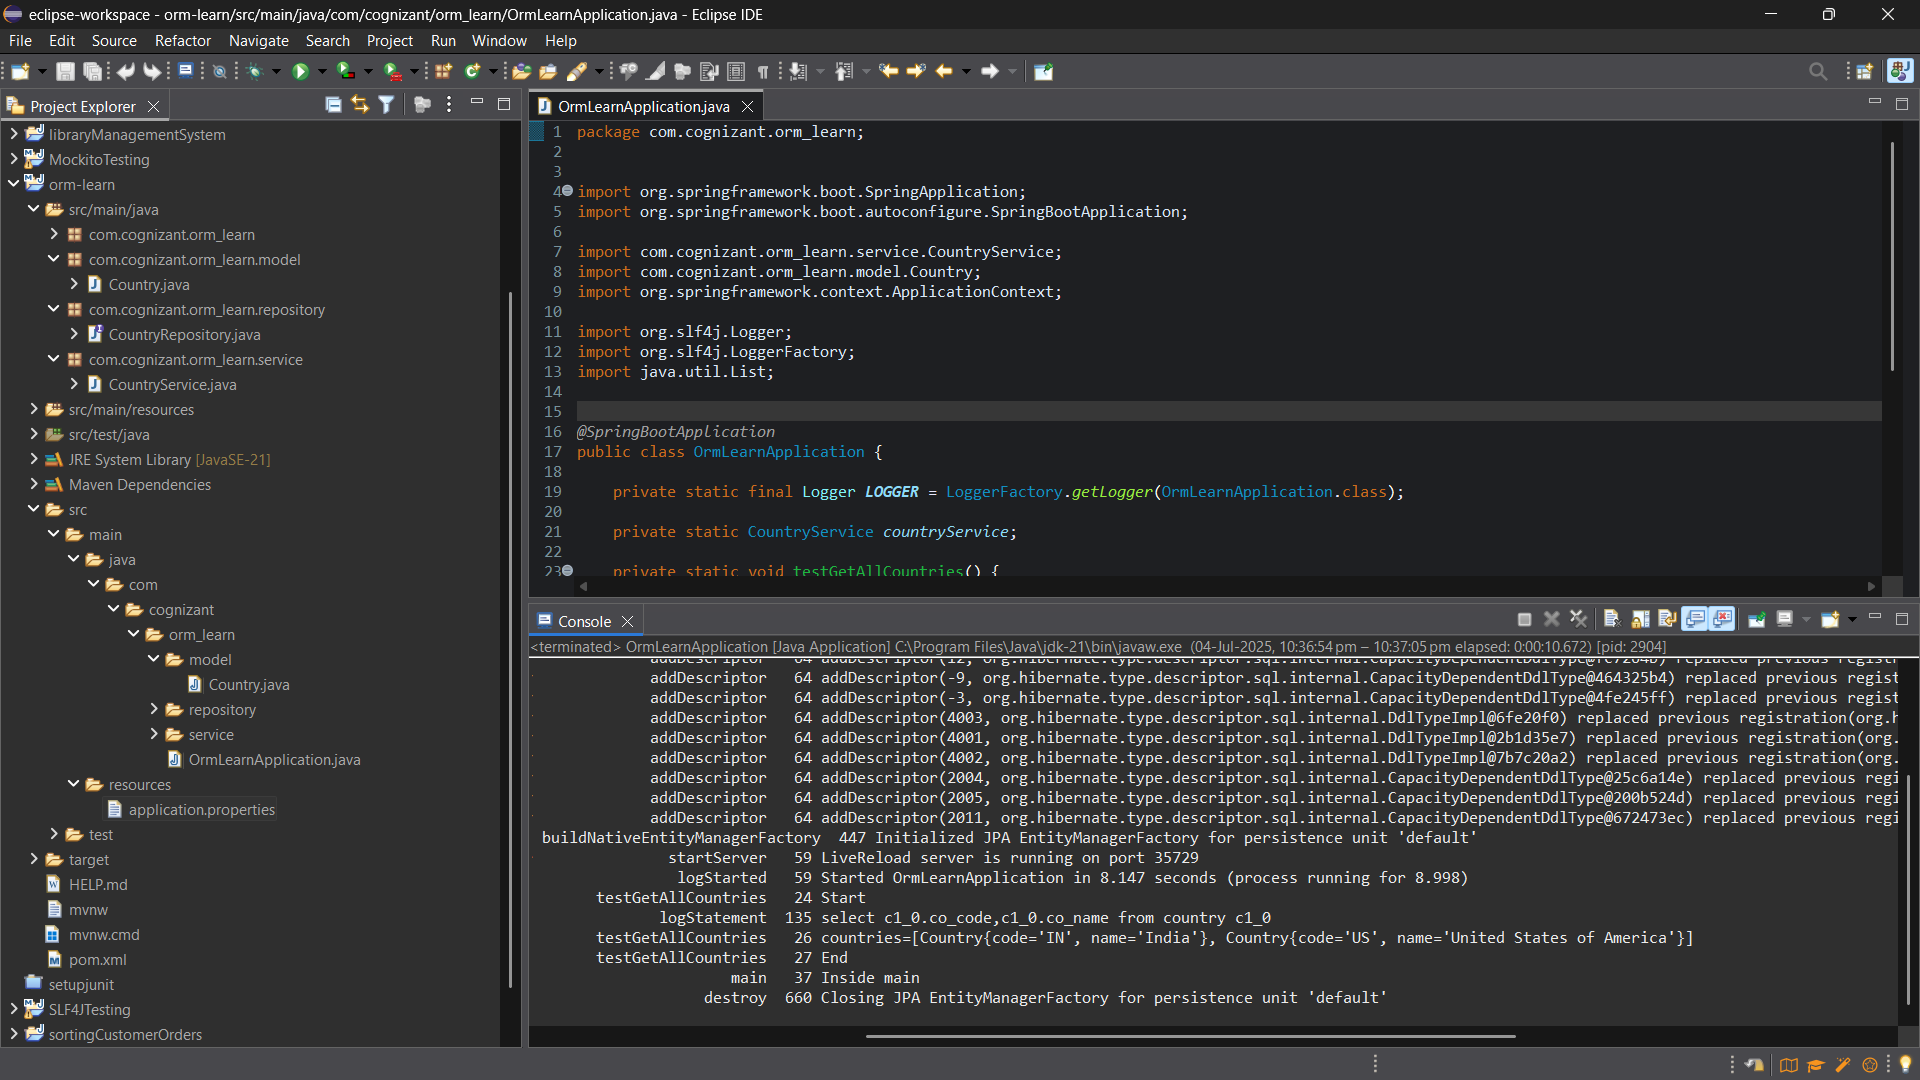 eclipse-workspace - orm-learn/src/main/java/com/cognizant/orm_learn/OrmLearnApplication.java - Eclipse IDE
File Edit Source Refactor Navigate Search Project Run Window Help
Project Explorer
libraryManagementSystem
MockitoTesting
orm-learn
src/main/java
com.cognizant.orm_learn
com.cognizant.orm_learn.model
Country.java
com.cognizant.orm_learn.repository
CountryRepository.java
com.cognizant.orm_learn.service
CountryService.java
src/main/resources
src/test/java
JRE System Library [JavaSE-21]
Maven Dependencies
src
main
java
com
cognizant
orm_learn
model
Country.java
repository
service
OrmLearnApplication.java
resources
application.properties
test
target
HELP.md
mvnw
mvnw.cmd
pom.xml
setupjunit
SLF4JTesting
sortingCustomerOrders
OrmLearnApplication.java
1 package com.cognizant.orm_learn;
2
3
4 import org.springframework.boot.SpringApplication;
5 import org.springframework.boot.autoconfigure.SpringBootApplication;
6
7 import com.cognizant.orm_learn.service.CountryService;
8 import com.cognizant.orm_learn.model.Country;
9 import org.springframework.context.ApplicationContext;
10
11 import org.slf4j.Logger;
12 import org.slf4j.LoggerFactory;
13 import java.util.List;
14
15
16 @SpringBootApplication
17 public class OrmLearnApplication {
18
19 private static final Logger LOGGER = LoggerFactory.getLogger(OrmLearnApplication.class);
20
21 private static CountryService countryService;
22
23 private static void testGetAllCountries() {
Console
<terminated> OrmLearnApplication [Java Application] C:\Program Files\Java\jdk-21\bin\javaw.exe (04-Jul-2025, 10:36:54 pm – 10:37:05 pm elapsed: 0:00:10.672) [pid: 2904]
addDescriptor 64 addDescriptor(-9, org.hibernate.type.descriptor.sql.internal.CapacityDependentDdlType@464325b4) replaced previous regist
addDescriptor 64 addDescriptor(-3, org.hibernate.type.descriptor.sql.internal.CapacityDependentDdlType@4fe245ff) replaced previous regist
addDescriptor 64 addDescriptor(4003, org.hibernate.type.descriptor.sql.internal.DdlTypeImpl@6fe20f0) replaced previous registration(org.h
addDescriptor 64 addDescriptor(4001, org.hibernate.type.descriptor.sql.internal.DdlTypeImpl@2b1d35e7) replaced previous registration(org.
addDescriptor 64 addDescriptor(4002, org.hibernate.type.descriptor.sql.internal.DdlTypeImpl@7b7c20a2) replaced previous registration(org.
addDescriptor 64 addDescriptor(2004, org.hibernate.type.descriptor.sql.internal.CapacityDependentDdlType@25c6a14e) replaced previous regi
addDescriptor 64 addDescriptor(2005, org.hibernate.type.descriptor.sql.internal.CapacityDependentDdlType@200b524d) replaced previous regi
addDescriptor 64 addDescriptor(2011, org.hibernate.type.descriptor.sql.internal.CapacityDependentDdlType@672473ec) replaced previous regi
buildNativeEntityManagerFactory 447 Initialized JPA EntityManagerFactory for persistence unit 'default'
startServer 59 LiveReload server is running on port 35729
logStarted 59 Started OrmLearnApplication in 8.147 seconds (process running for 8.998)
testGetAllCountries 24 Start
logStatement 135 select c1_0.co_code,c1_0.co_name from country c1_0
testGetAllCountries 26 countries=[Country{code='IN', name='India'}, Country{code='US', name='United States of America'}]
testGetAllCountries 27 End
main 37 Inside main
destroy 660 Closing JPA EntityManagerFactory for persistence unit 'default'